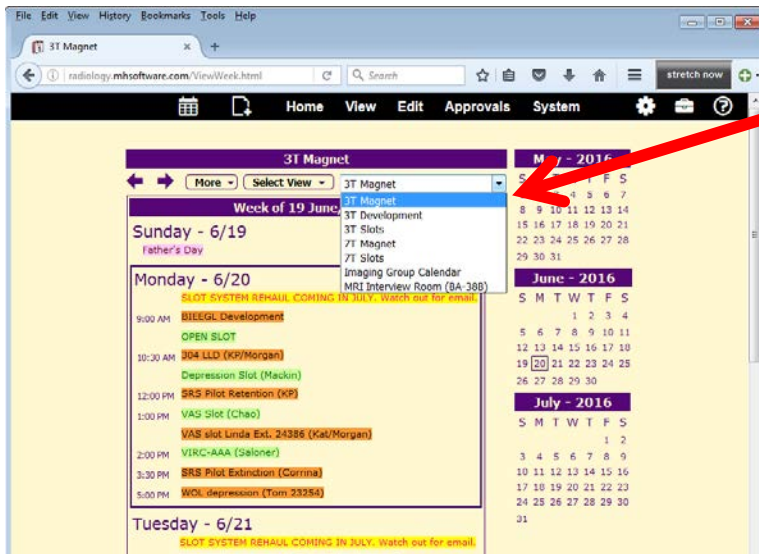 File Edit View History Bookmarks Tools Help
3T Magnet × +
radiology.mhsoftware.com/ViewWeek.html Search stretch now
Home View Edit Approvals System
3T Magnet
More Select View 3T Magnet
3T Magnet
3T Development
3T Slots
7T Magnet
7T Slots
Imaging Group Calendar
MRI Interview Room (BA-38B)
Week of 19 June,
Sunday - 6/19
Father's Day
Monday - 6/20
SLOT SYSTEM REHAUL COMING IN JULY. Watch out for email.
9:00 AM BIEEGL Development
OPEN SLOT
10:30 AM 304 LLD (KP/Morgan)
Depression Slot (Mackin)
12:00 PM SRS Pilot Retention (KP)
1:00 PM VAS Slot (Chao)
VAS slot Linda Ext. 24386 (Kat/Morgan)
2:00 PM VIRC-AAA (Saloner)
3:30 PM SRS Pilot Extinction (Corrina)
5:00 PM WOL depression (Tom 23254)
Tuesday - 6/21
SLOT SYSTEM REHAUL COMING IN JULY. Watch out for email.
May - 2016
S F S
4 5 6 7
8 9 10 11 12 13 14
15 16 17 18 19 20 21
22 23 24 25 26 27 28
29 30 31
June - 2016
S M T W T F S
1 2 3 4
5 6 7 8 9 10 11
12 13 14 15 16 17 18
19 20 21 22 23 24 25
26 27 28 29 30
July - 2016
S M T W T F S
1 2
3 4 5 6 7 8 9
10 11 12 13 14 15 16
17 18 19 20 21 22 23
24 25 26 27 28 29 30
31